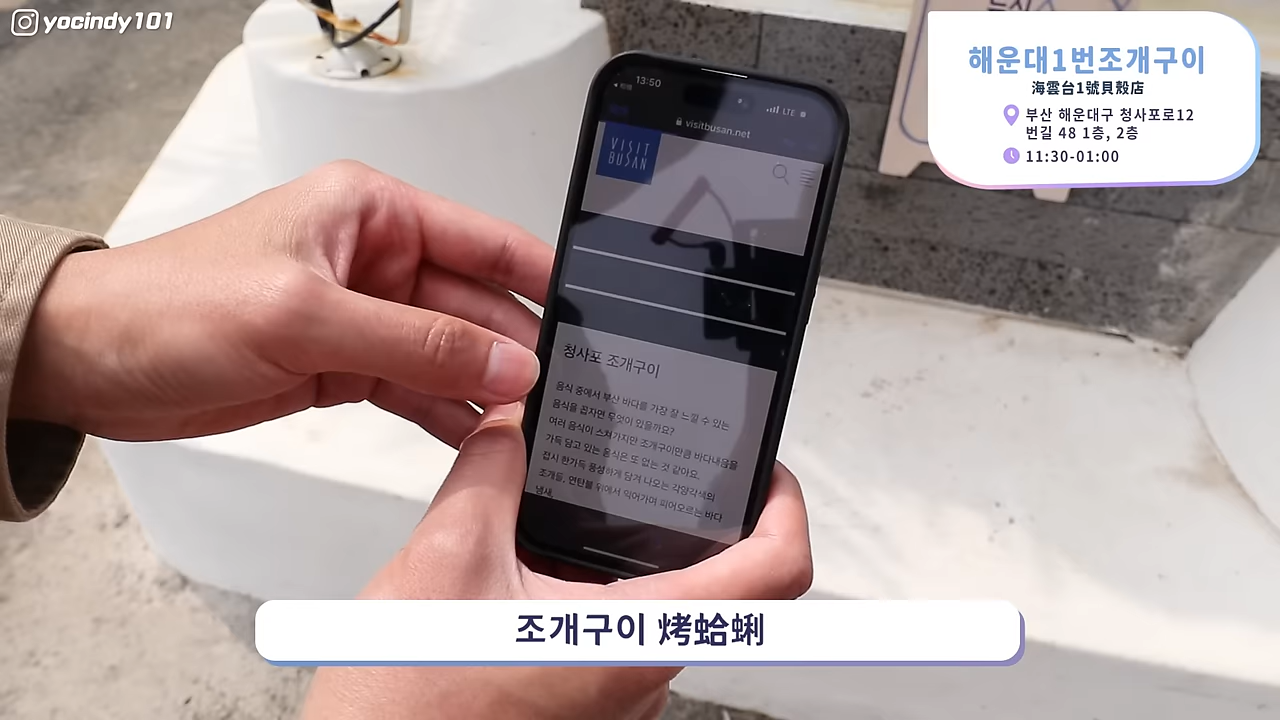 yocindy101
해운대1번조개구이
海雲台1號貝殼店
부산 해운대구 청사포로12
번길 48 1층, 2층
11:30-01:00
13:50
LTE
visitbusan.net
VISIT
BUSAN
청사포 조개구이
음식 중에서 부산 바다를 가장 잘 느낄 수 있는
음식을 꼽자면 무엇이 있을까요?
여러 음식이 스쳐가지만 조개구이만큼 바다내음을
가득 담고 있는 음식은 또 없는 것 같아요.
접시 한가득 풍성하게 담겨 나오는 각양각색의
조개들, 연탄불 위에서 익어가며 피어오르는 바다
냄새,
조개구이 烤蛤蜊